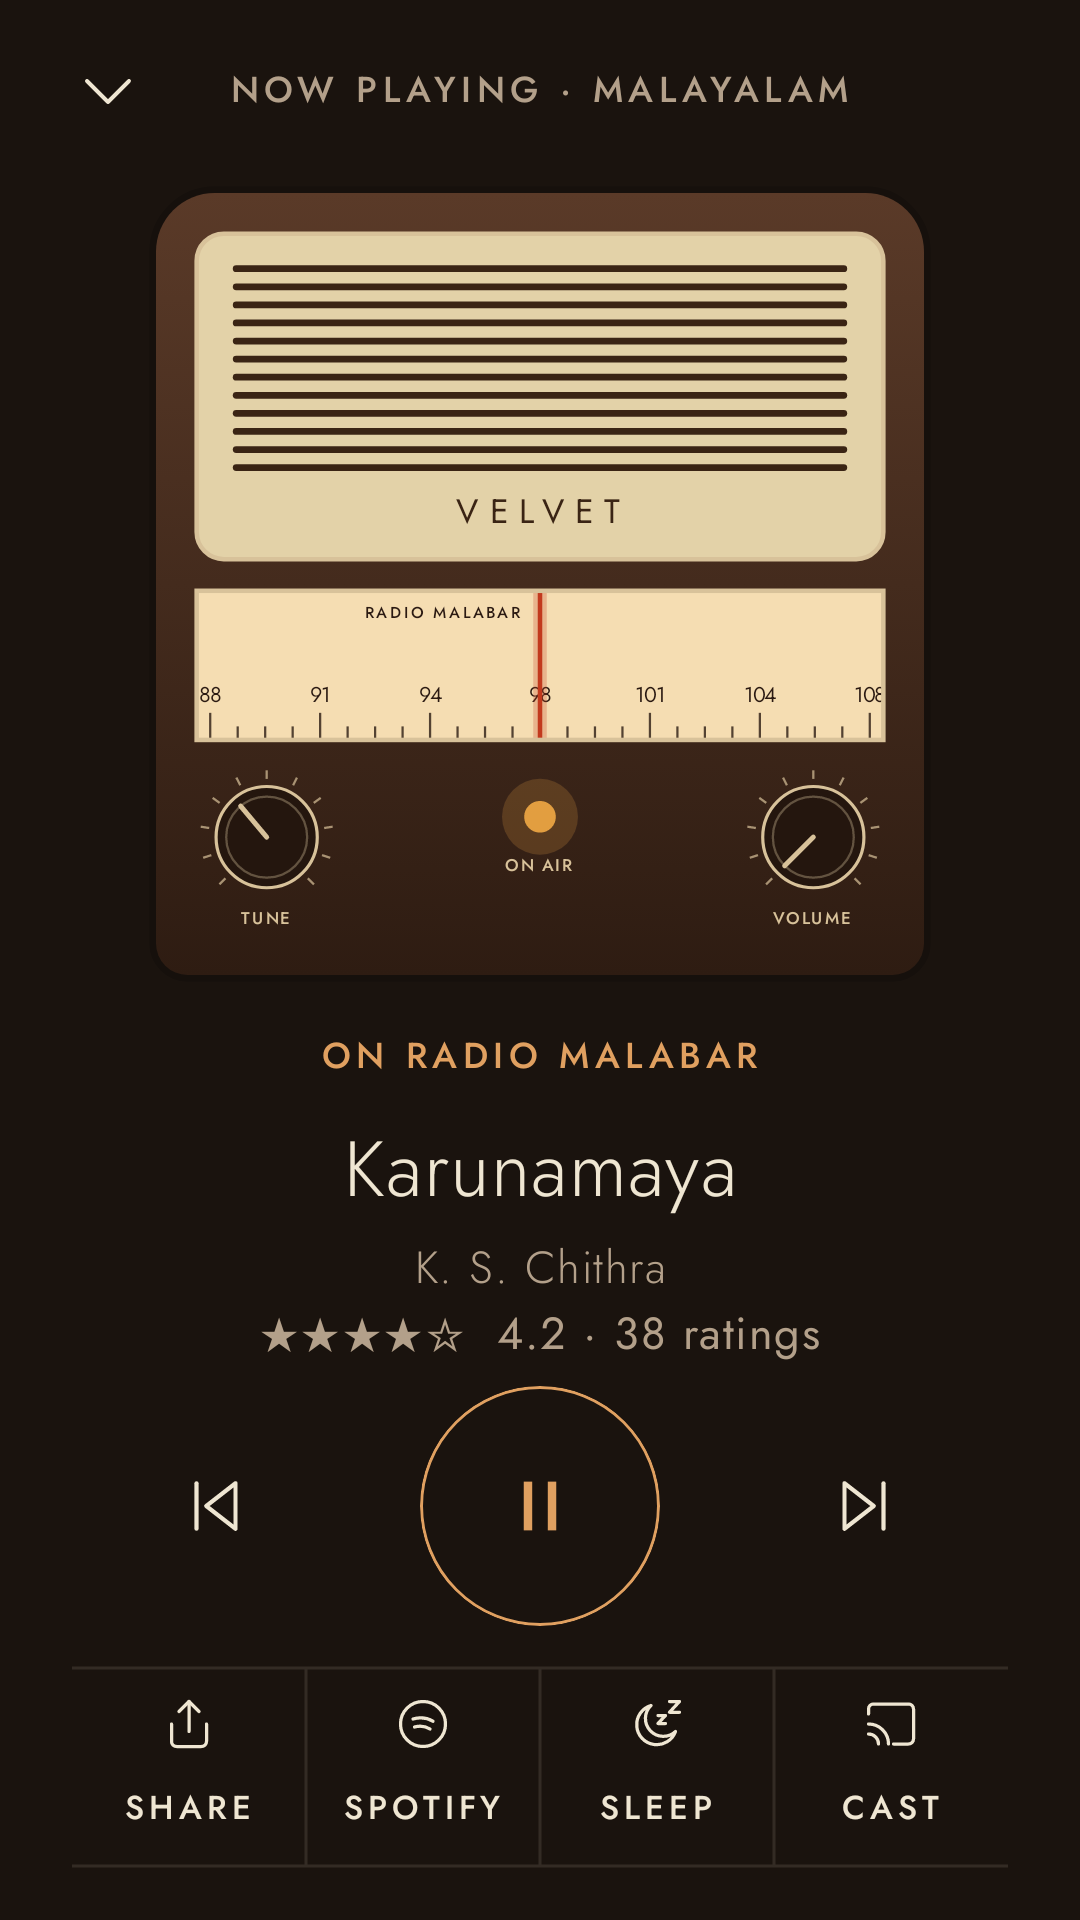 NOW PLAYING · MALAYALAM
VELVET
RADIO MALABAR
88 91 94 98 101 104 108
ON AIR
TUNE VOLUME
ON RADIO MALABAR
Karunamaya
K. S. Chithra
★★★★☆ 4.2 · 38 ratings
SHARE SPOTIFY SLEEP CAST